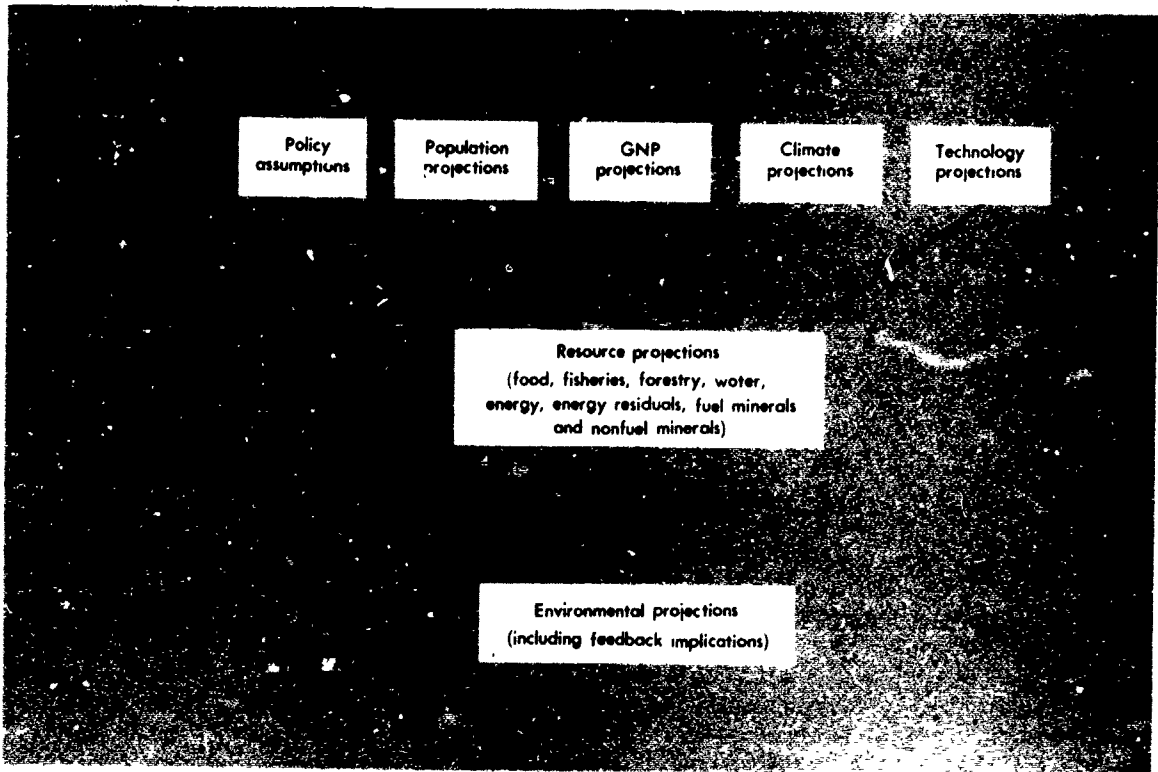 Policy
assumptions
Population
projections
GNP
projections
Climate
projections
Technology
projections
Resource projections
(food, fisheries, forestry, water,
energy, energy residuals, fuel minerals
and nonfuel minerals)
Environmental projections
(including feedback implications)